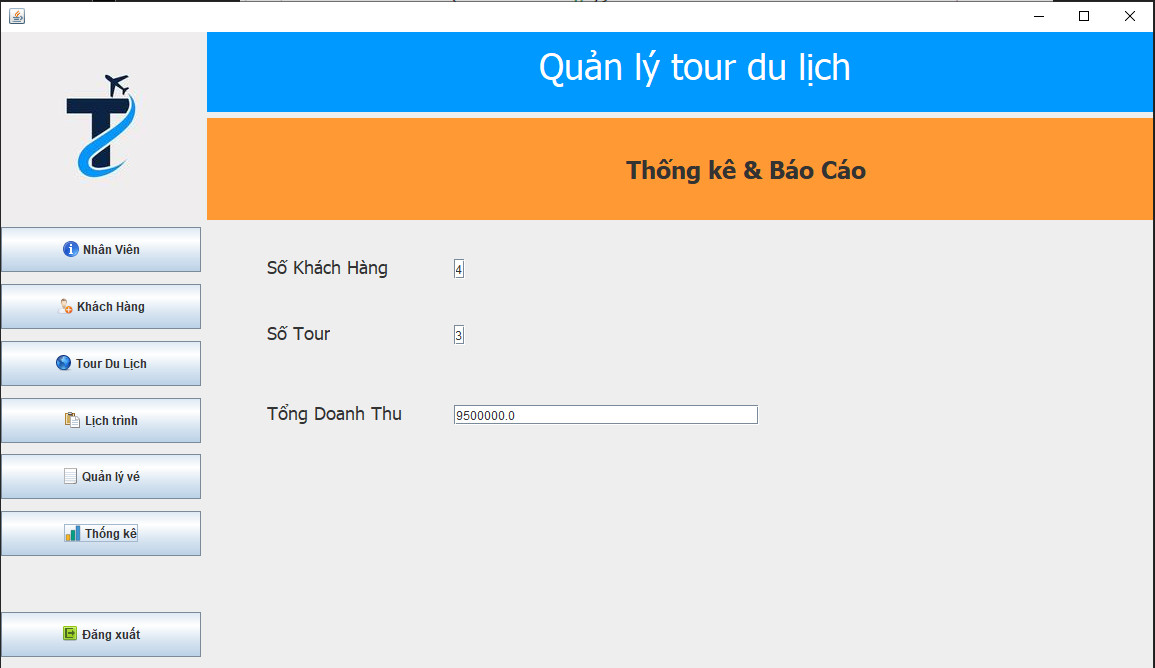 Quản lý tour du lịch
Thống kê & Báo Cáo
Nhân Viên
Khách Hàng
Tour Du Lịch
Lịch trình
Quản lý vé
Thống kê
Đăng xuất
Số Khách Hàng 4
Số Tour 3
Tổng Doanh Thu 9500000.0